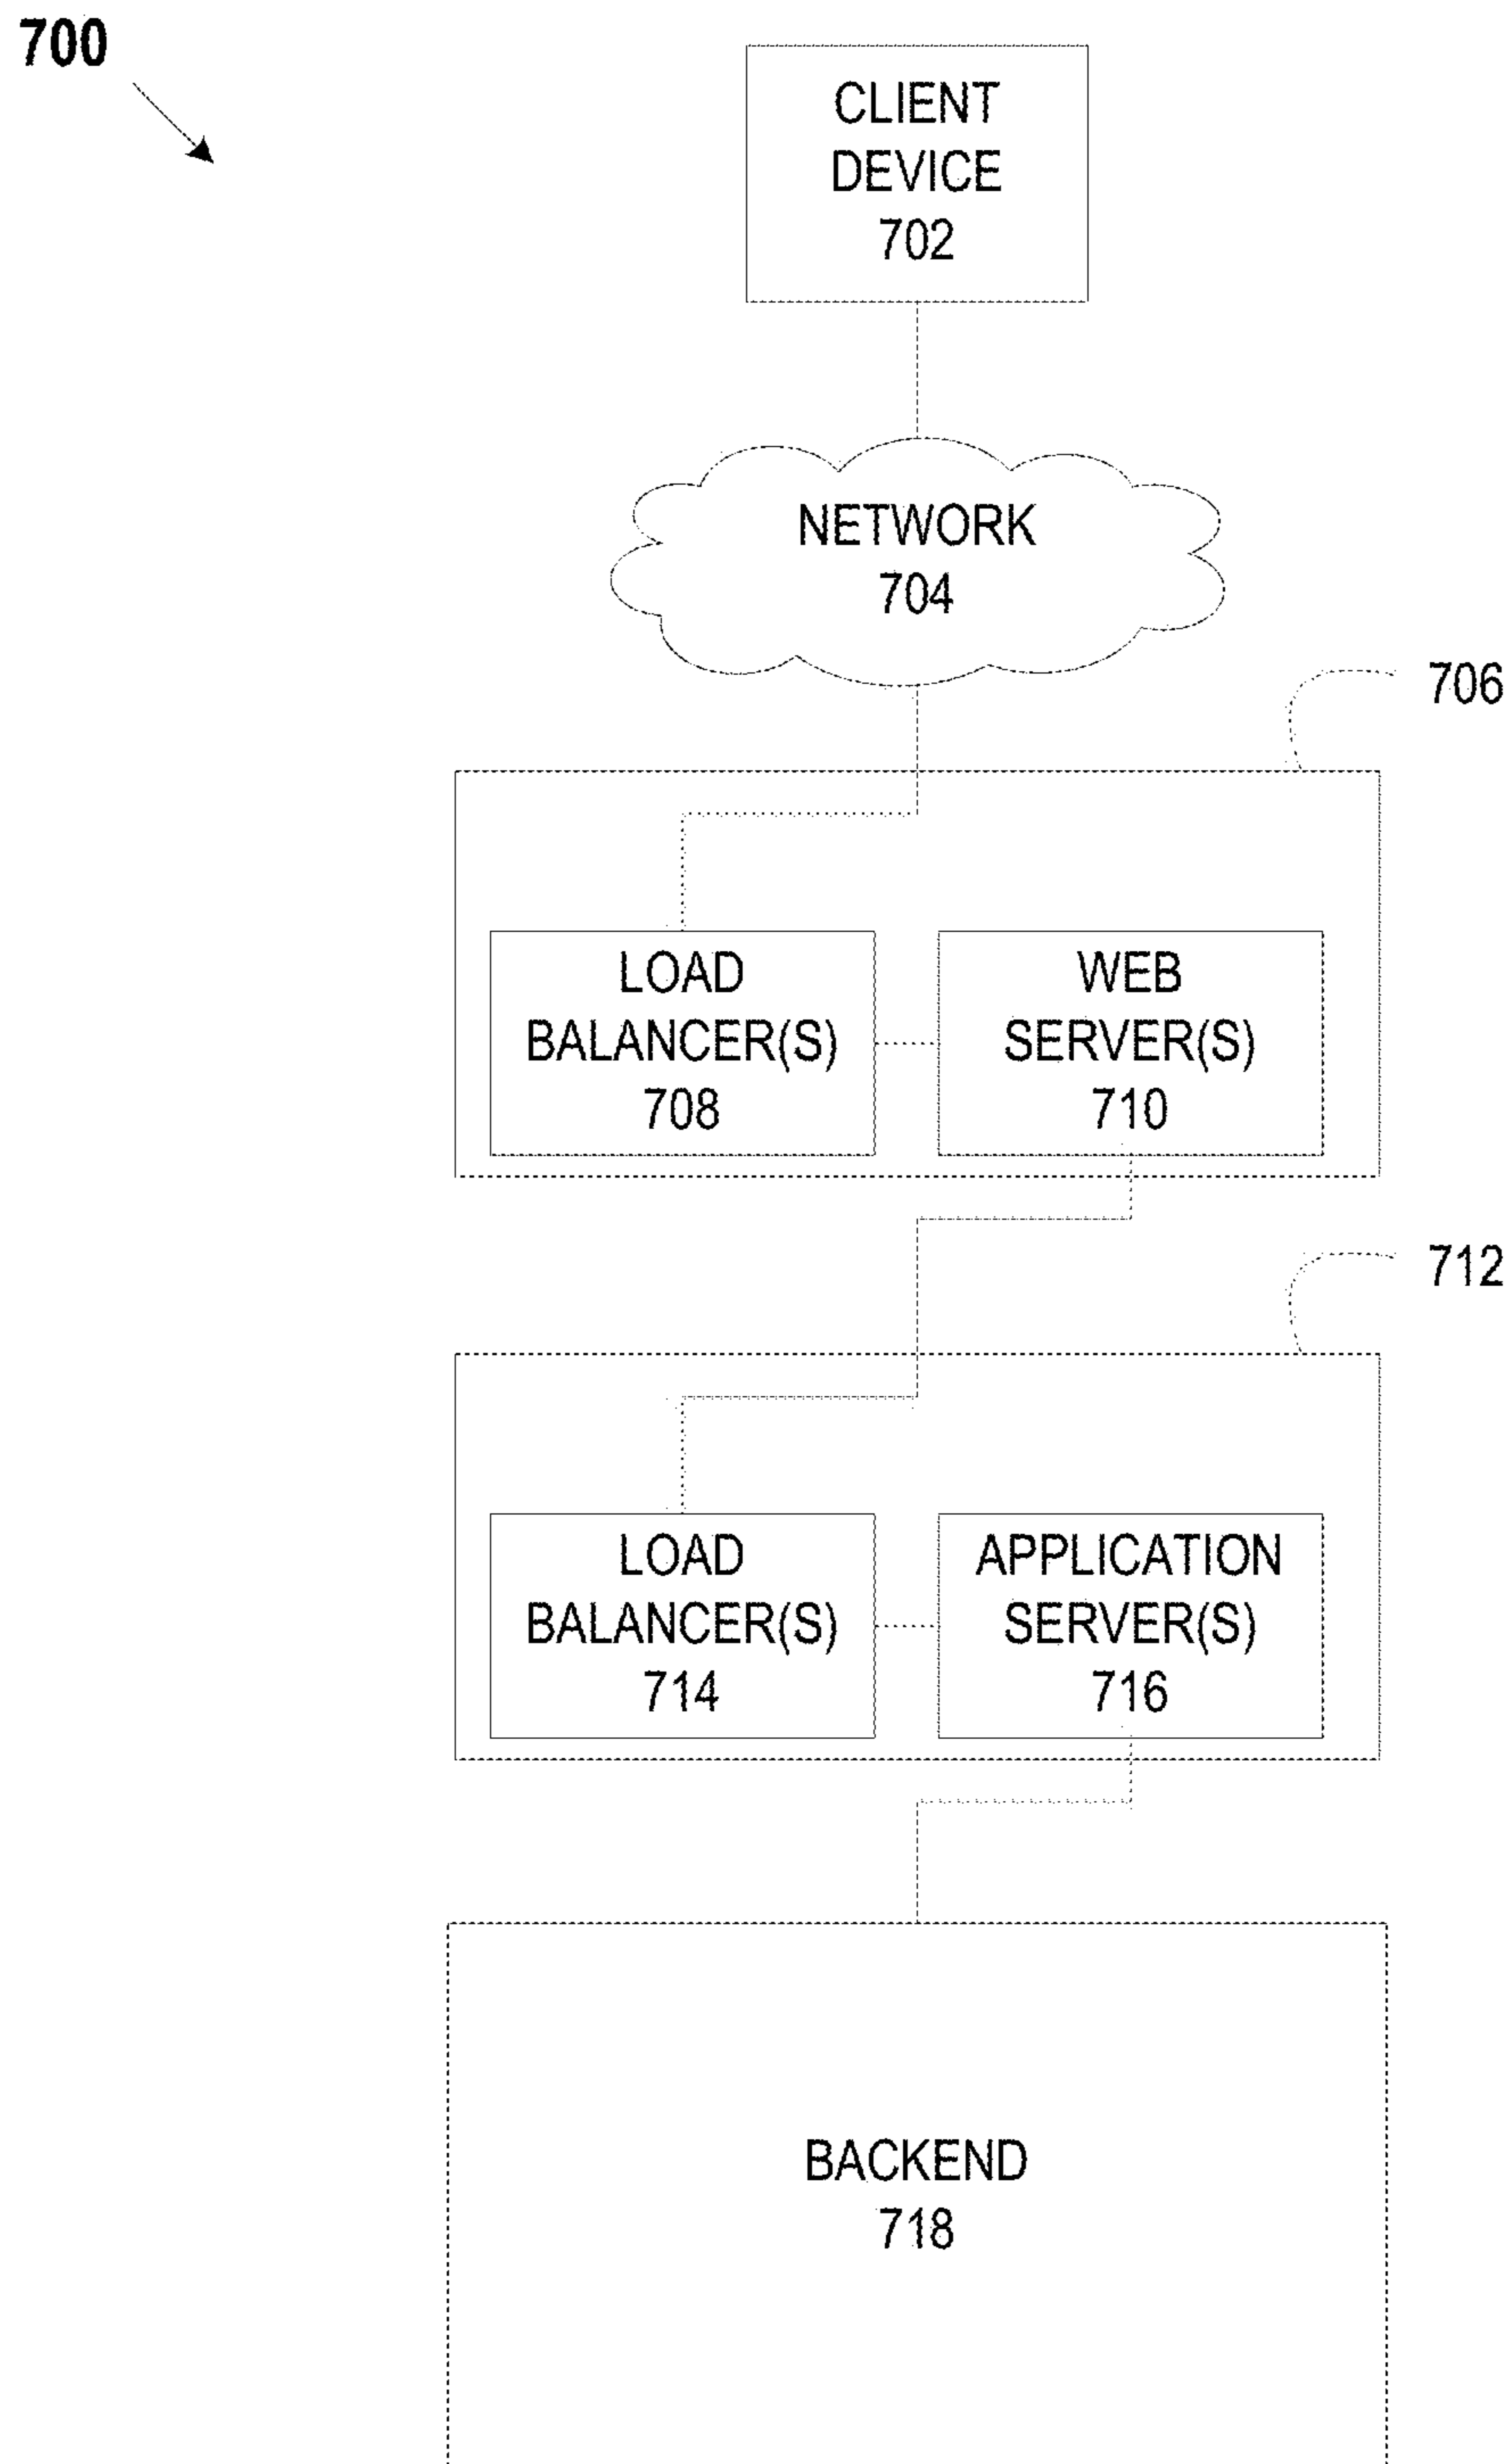 700
CLIENT
DEVICE
702
NETWORK
704
706
LOAD
BALANCER(S)
708
WEB
SERVER(S)
710
712
LOAD
BALANCER(S)
714
APPLICATION
SERVER(S)
716
BACKEND
718